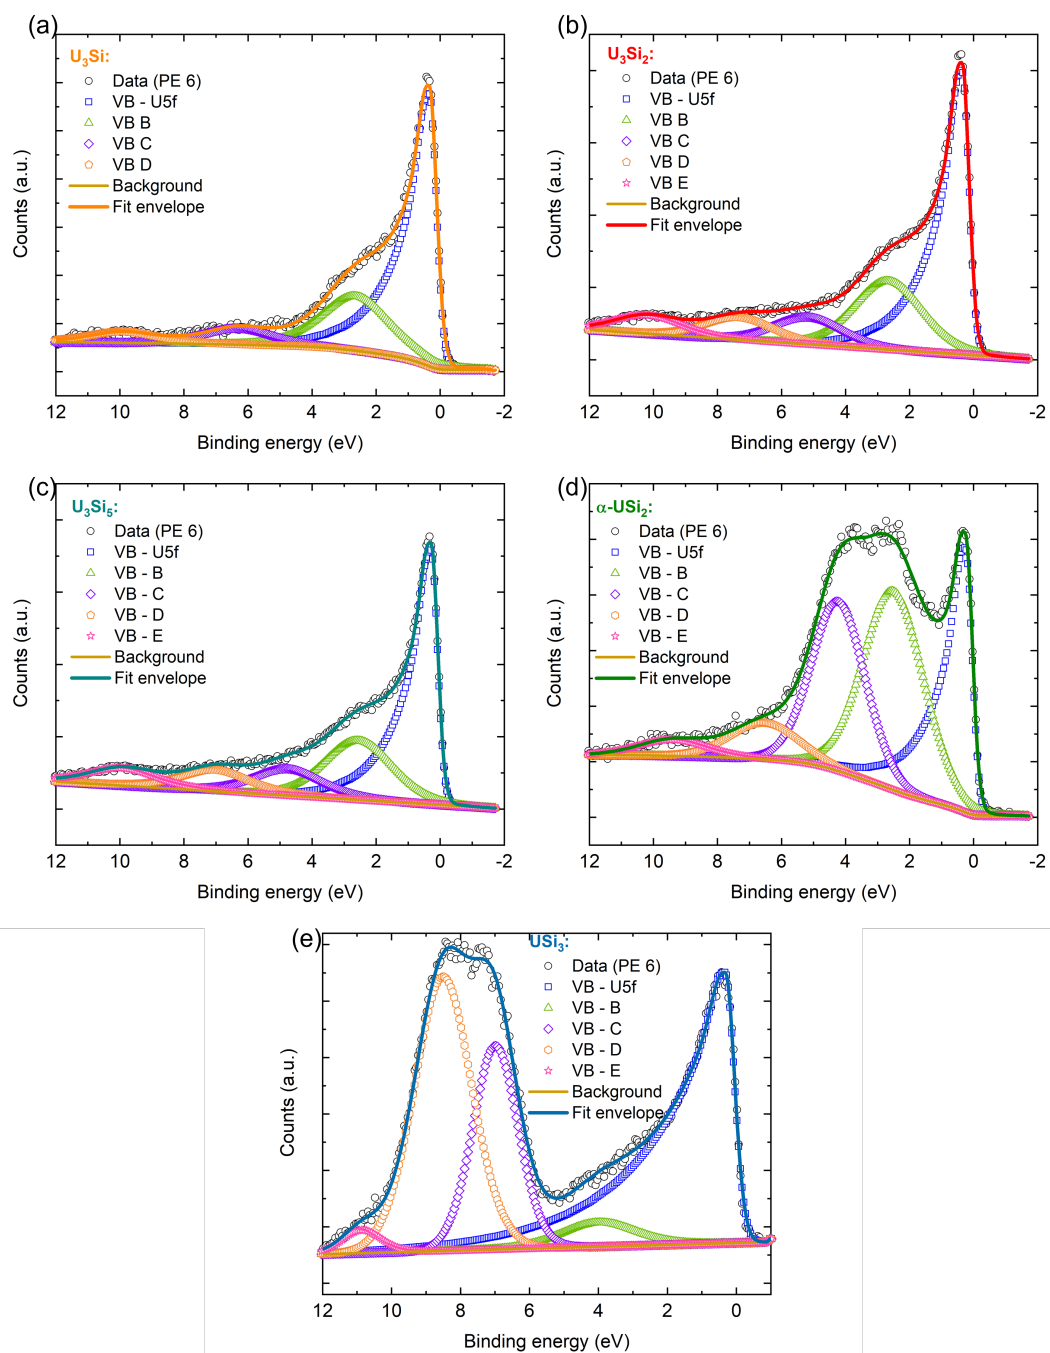 (a)
U3Si:
Data (PE 6)
VB - U5f
VB B
VB C
VB D
Background
Fit envelope
Counts (a.u.)
12 10 8 6 4 2 0 -2
Binding energy (eV)
(b)
U3Si2:
Data (PE 6)
VB - U5f
VB B
VB C
VB D
VB E
Background
Fit envelope
Counts (a.u.)
12 10 8 6 4 2 0 -2
Binding energy (eV)
(c)
U3Si5:
Data (PE 6)
VB - U5f
VB - B
VB - C
VB - D
VB - E
Background
Fit envelope
Counts (a.u.)
12 10 8 6 4 2 0 -2
Binding energy (eV)
(d)
α-USi2:
Data (PE 6)
VB - U5f
VB - B
VB - C
VB - D
VB - E
Background
Fit envelope
Counts (a.u.)
12 10 8 6 4 2 0 -2
Binding energy (eV)
(e)
USi3:
Data (PE 6)
VB - U5f
VB - B
VB - C
VB - D
VB - E
Background
Fit envelope
Counts (a.u.)
12 10 8 6 4 2 0
Binding energy (eV)